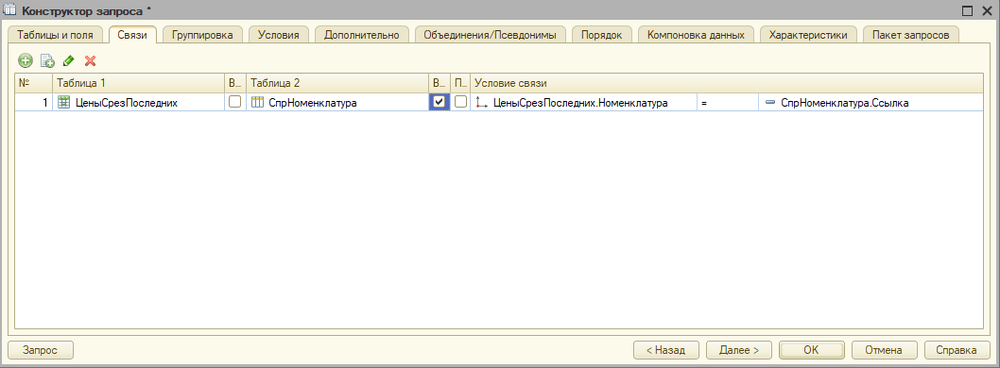 Конструктор запроса *
Таблицы и поля Связи Группировка Условия Дополнительно Объединения/Псевдонимы Порядок Компоновка данных Характеристики Пакет запросов
№ Таблица 1 В... Таблица 2 В... П... Условие связи
1 ЦеныСрезПоследних СпрНоменклатура ЦеныСрезПоследних.Номенклатура = СпрНоменклатура.Ссылка
Запрос < Назад Далее > OK Отмена Справка